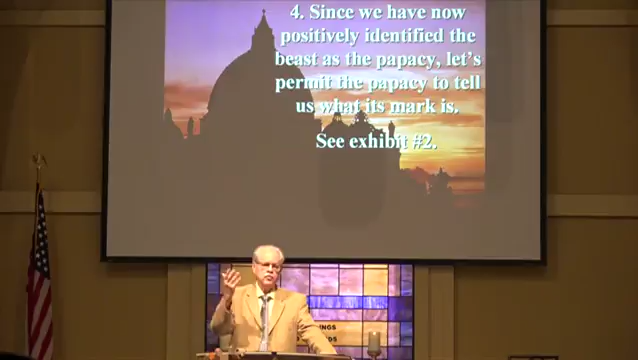 4. Since we have now
positively identified the
beast as the papacy, let's
permit the papacy to tell
us what its mark is.
See exhibit #2.